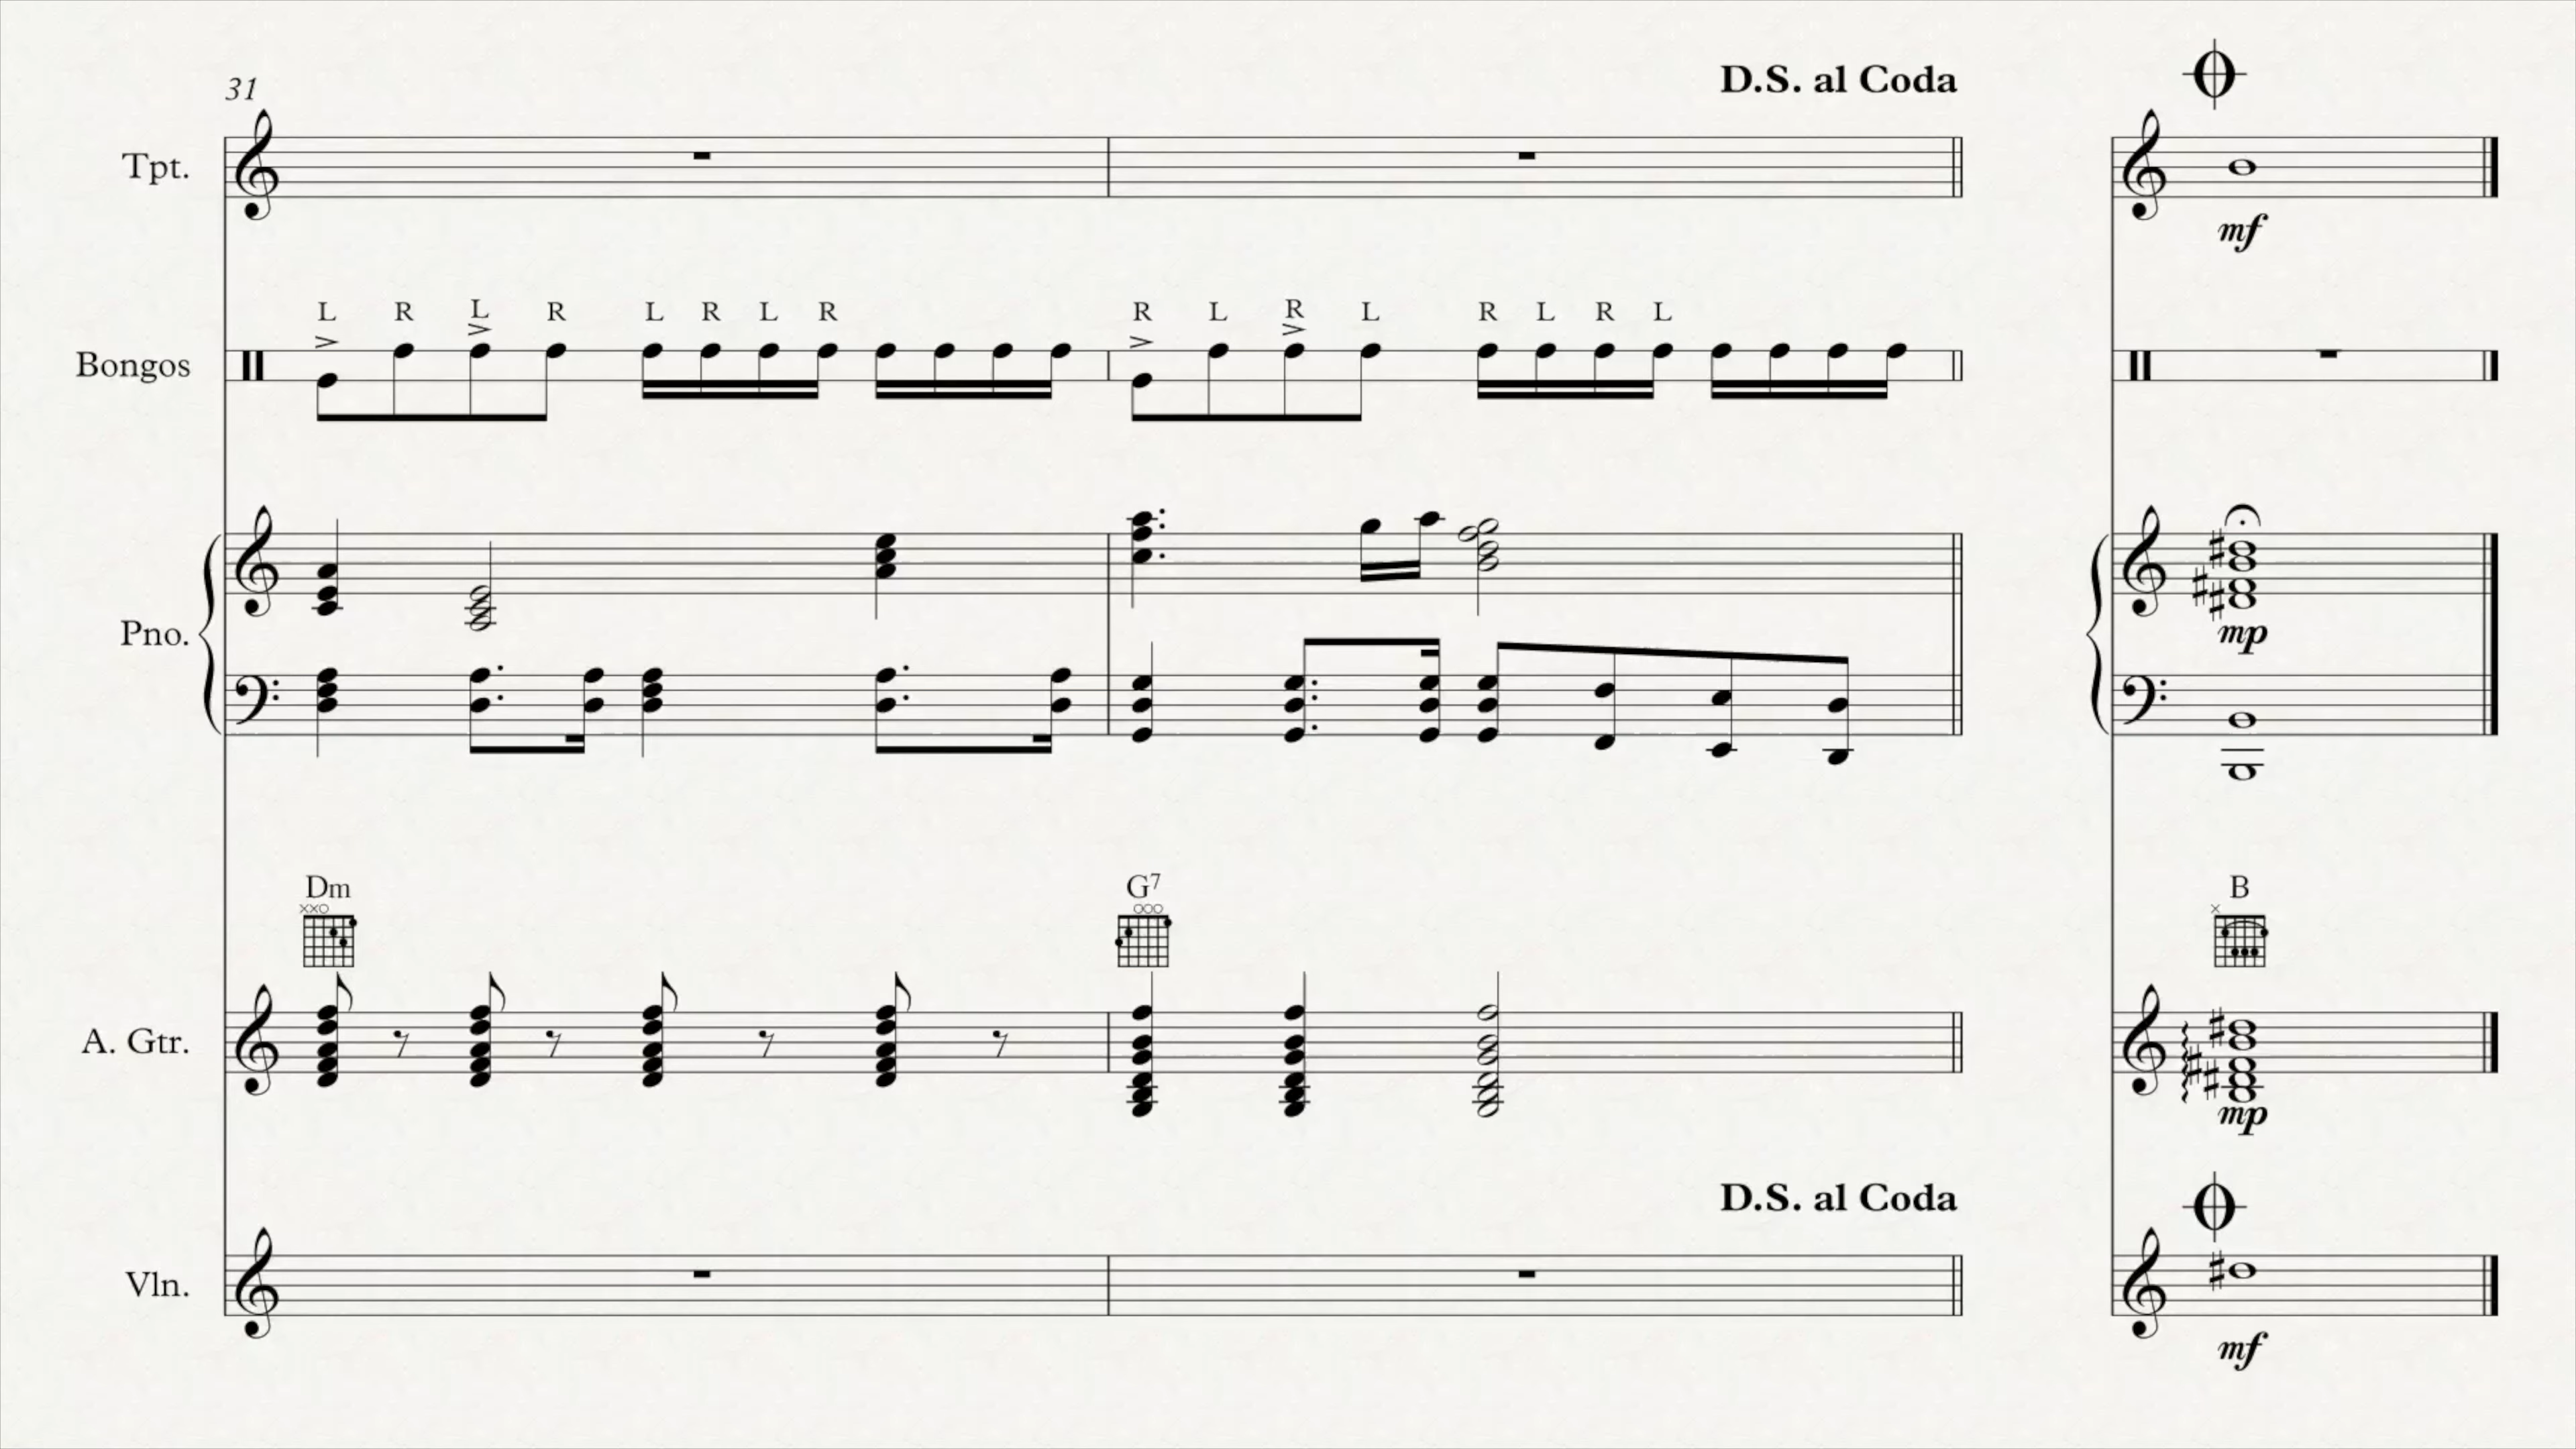 D.S. al Coda
31
Tpt.
mf
L R L R L R L R R L R L R L R L
Bongos
Pno.
mp
Dm G7 B
A. Gtr.
mp
D.S. al Coda
Vln.
mf